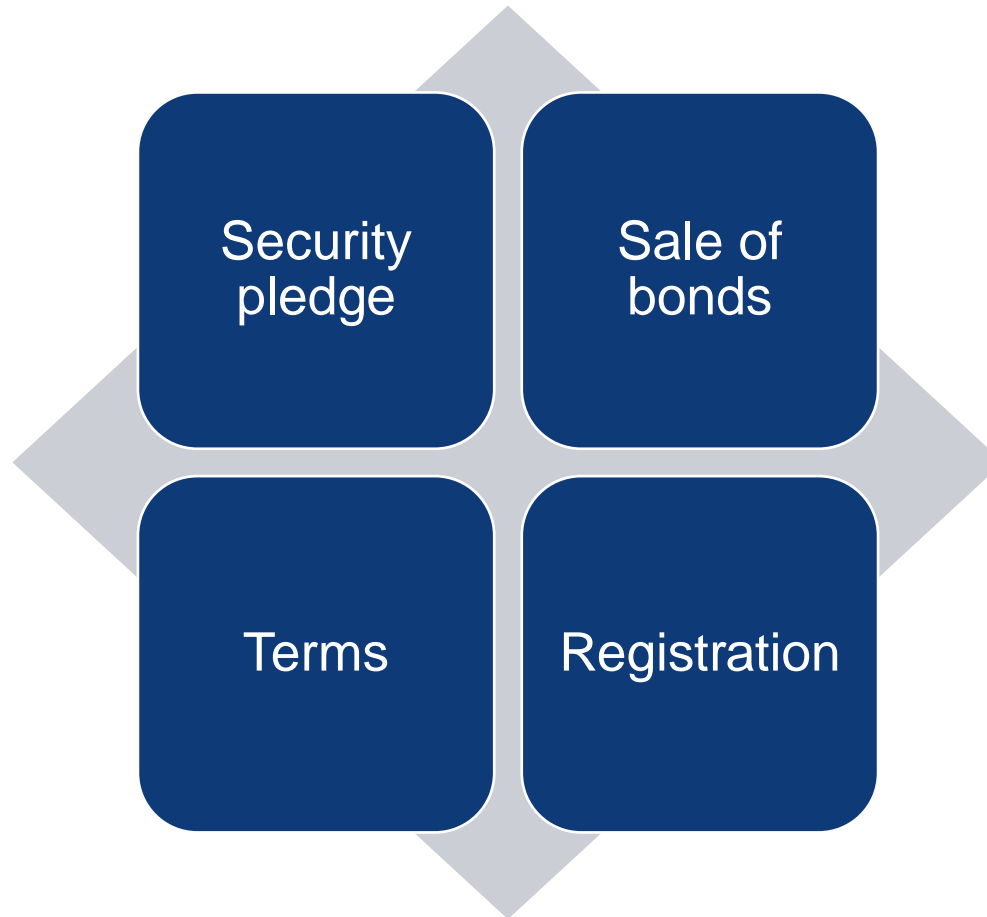 Security
pledge
Sale of
bonds
Terms
Registration